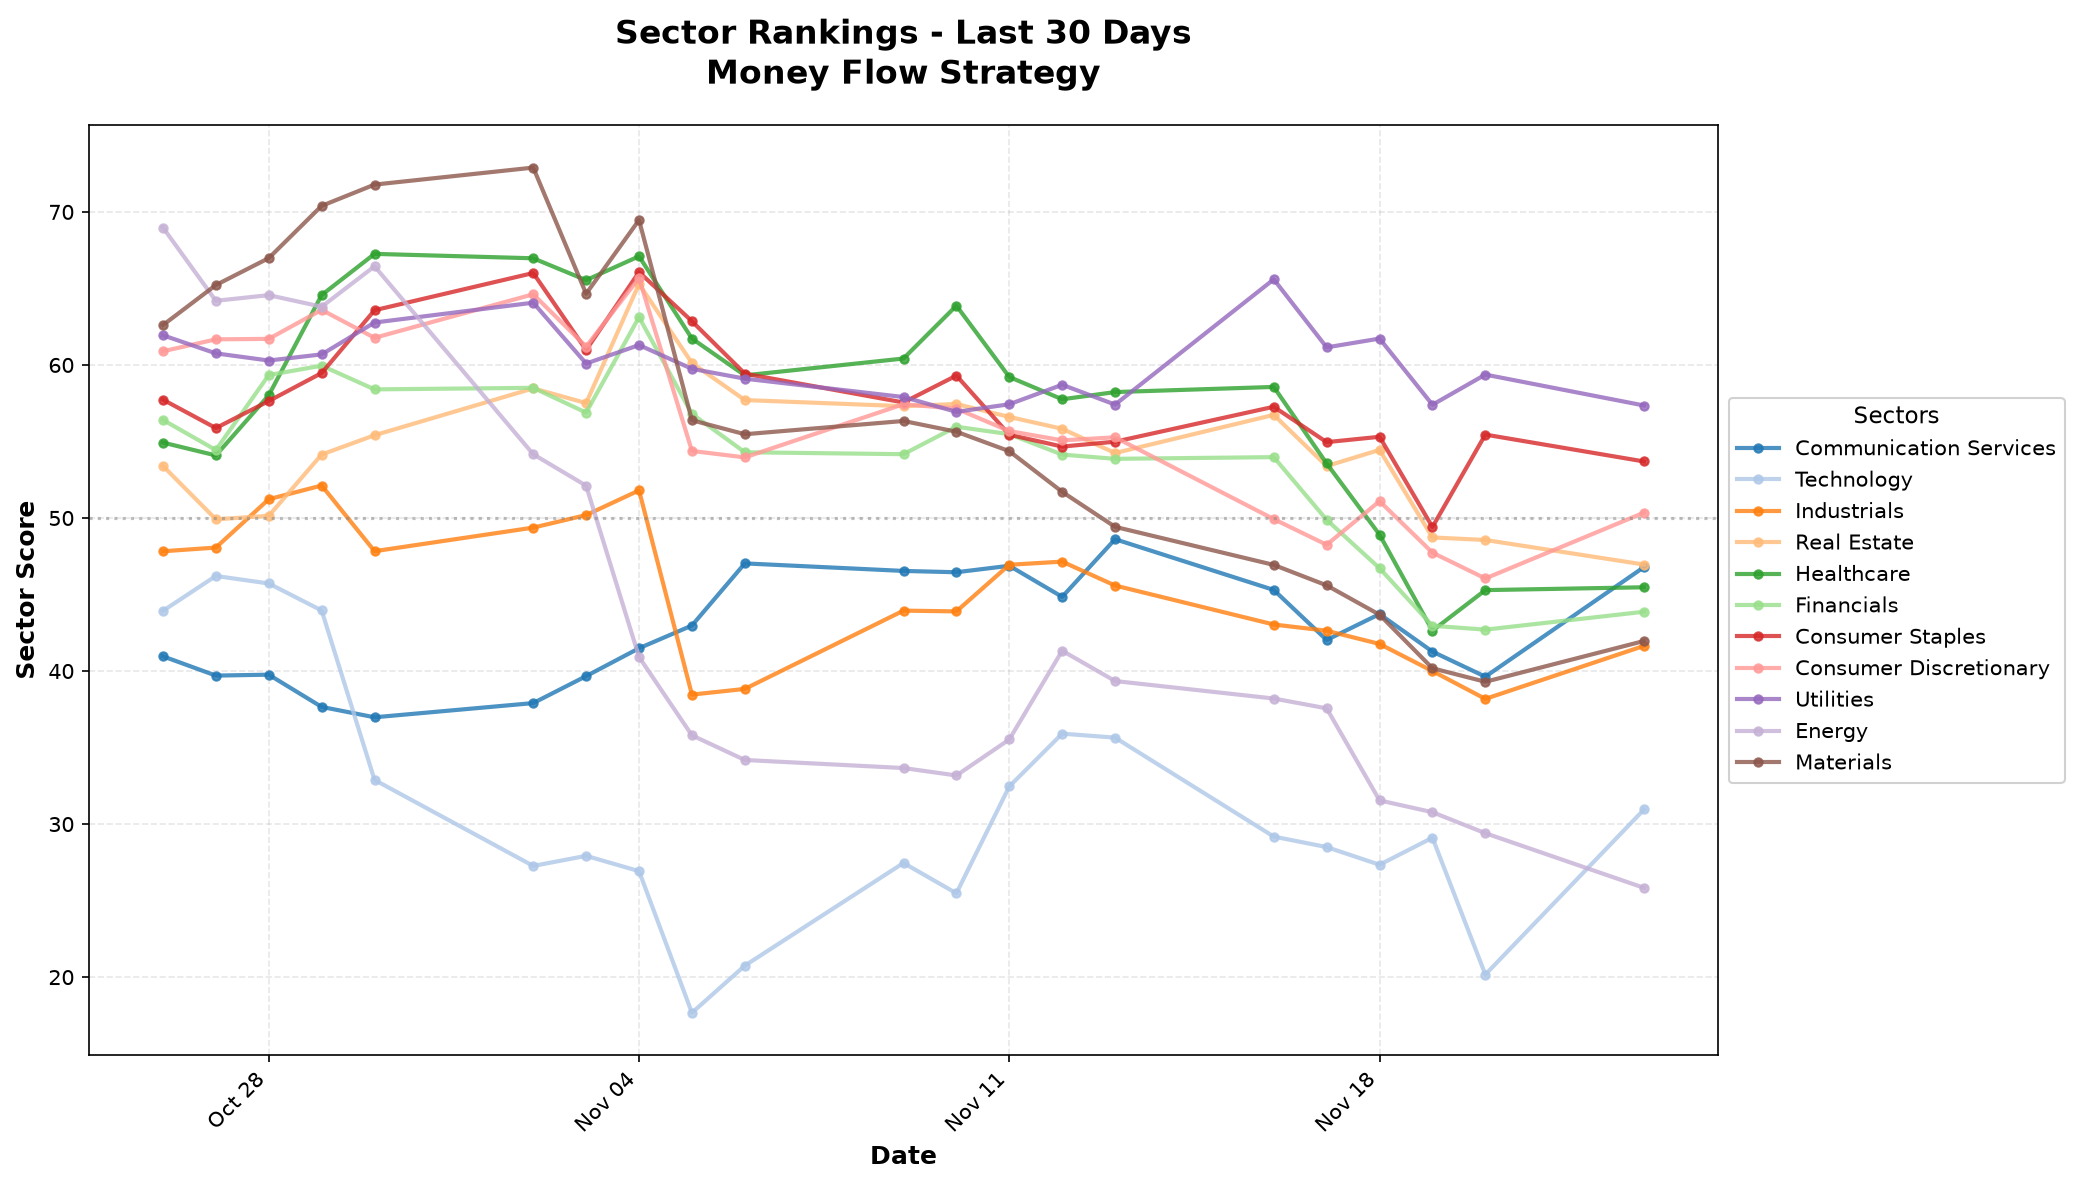 Sector Rankings - Last 30 Days
Money Flow Strategy
Sector Score
70
60
50
40
30
20
Oct 28
Nov 04
Nov 11
Nov 18
Date
Sectors
Communication Services
Technology
Industrials
Real Estate
Healthcare
Financials
Consumer Staples
Consumer Discretionary
Utilities
Energy
Materials